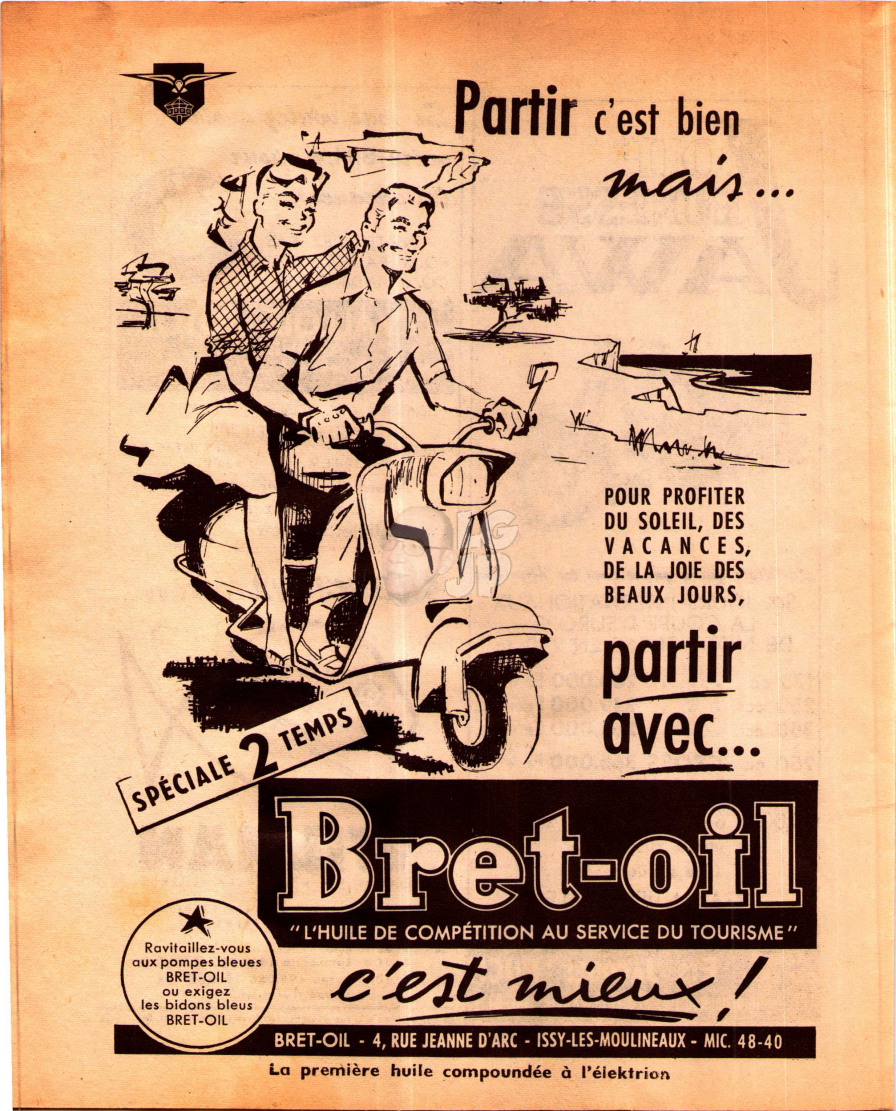 Partir c'est bien
mais...
POUR PROFITER
DU SOLEIL, DES
VACANCES,
DE LA JOIE DES
BEAUX JOURS,
partir
avec...
SPÉCIALE 2 TEMPS
Bret-oil
"L'HUILE DE COMPÉTITION AU SERVICE DU TOURISME"
c'est mieux !
Ravitaillez-vous
aux pompes bleues
BRET-OIL
ou exigez
les bidons bleus
BRET-OIL
BRET-OIL - 4, RUE JEANNE D'ARC - ISSY-LES-MOULINEAUX - MIC. 48-40
La première huile compoundée à l'élektrion
AG
JD